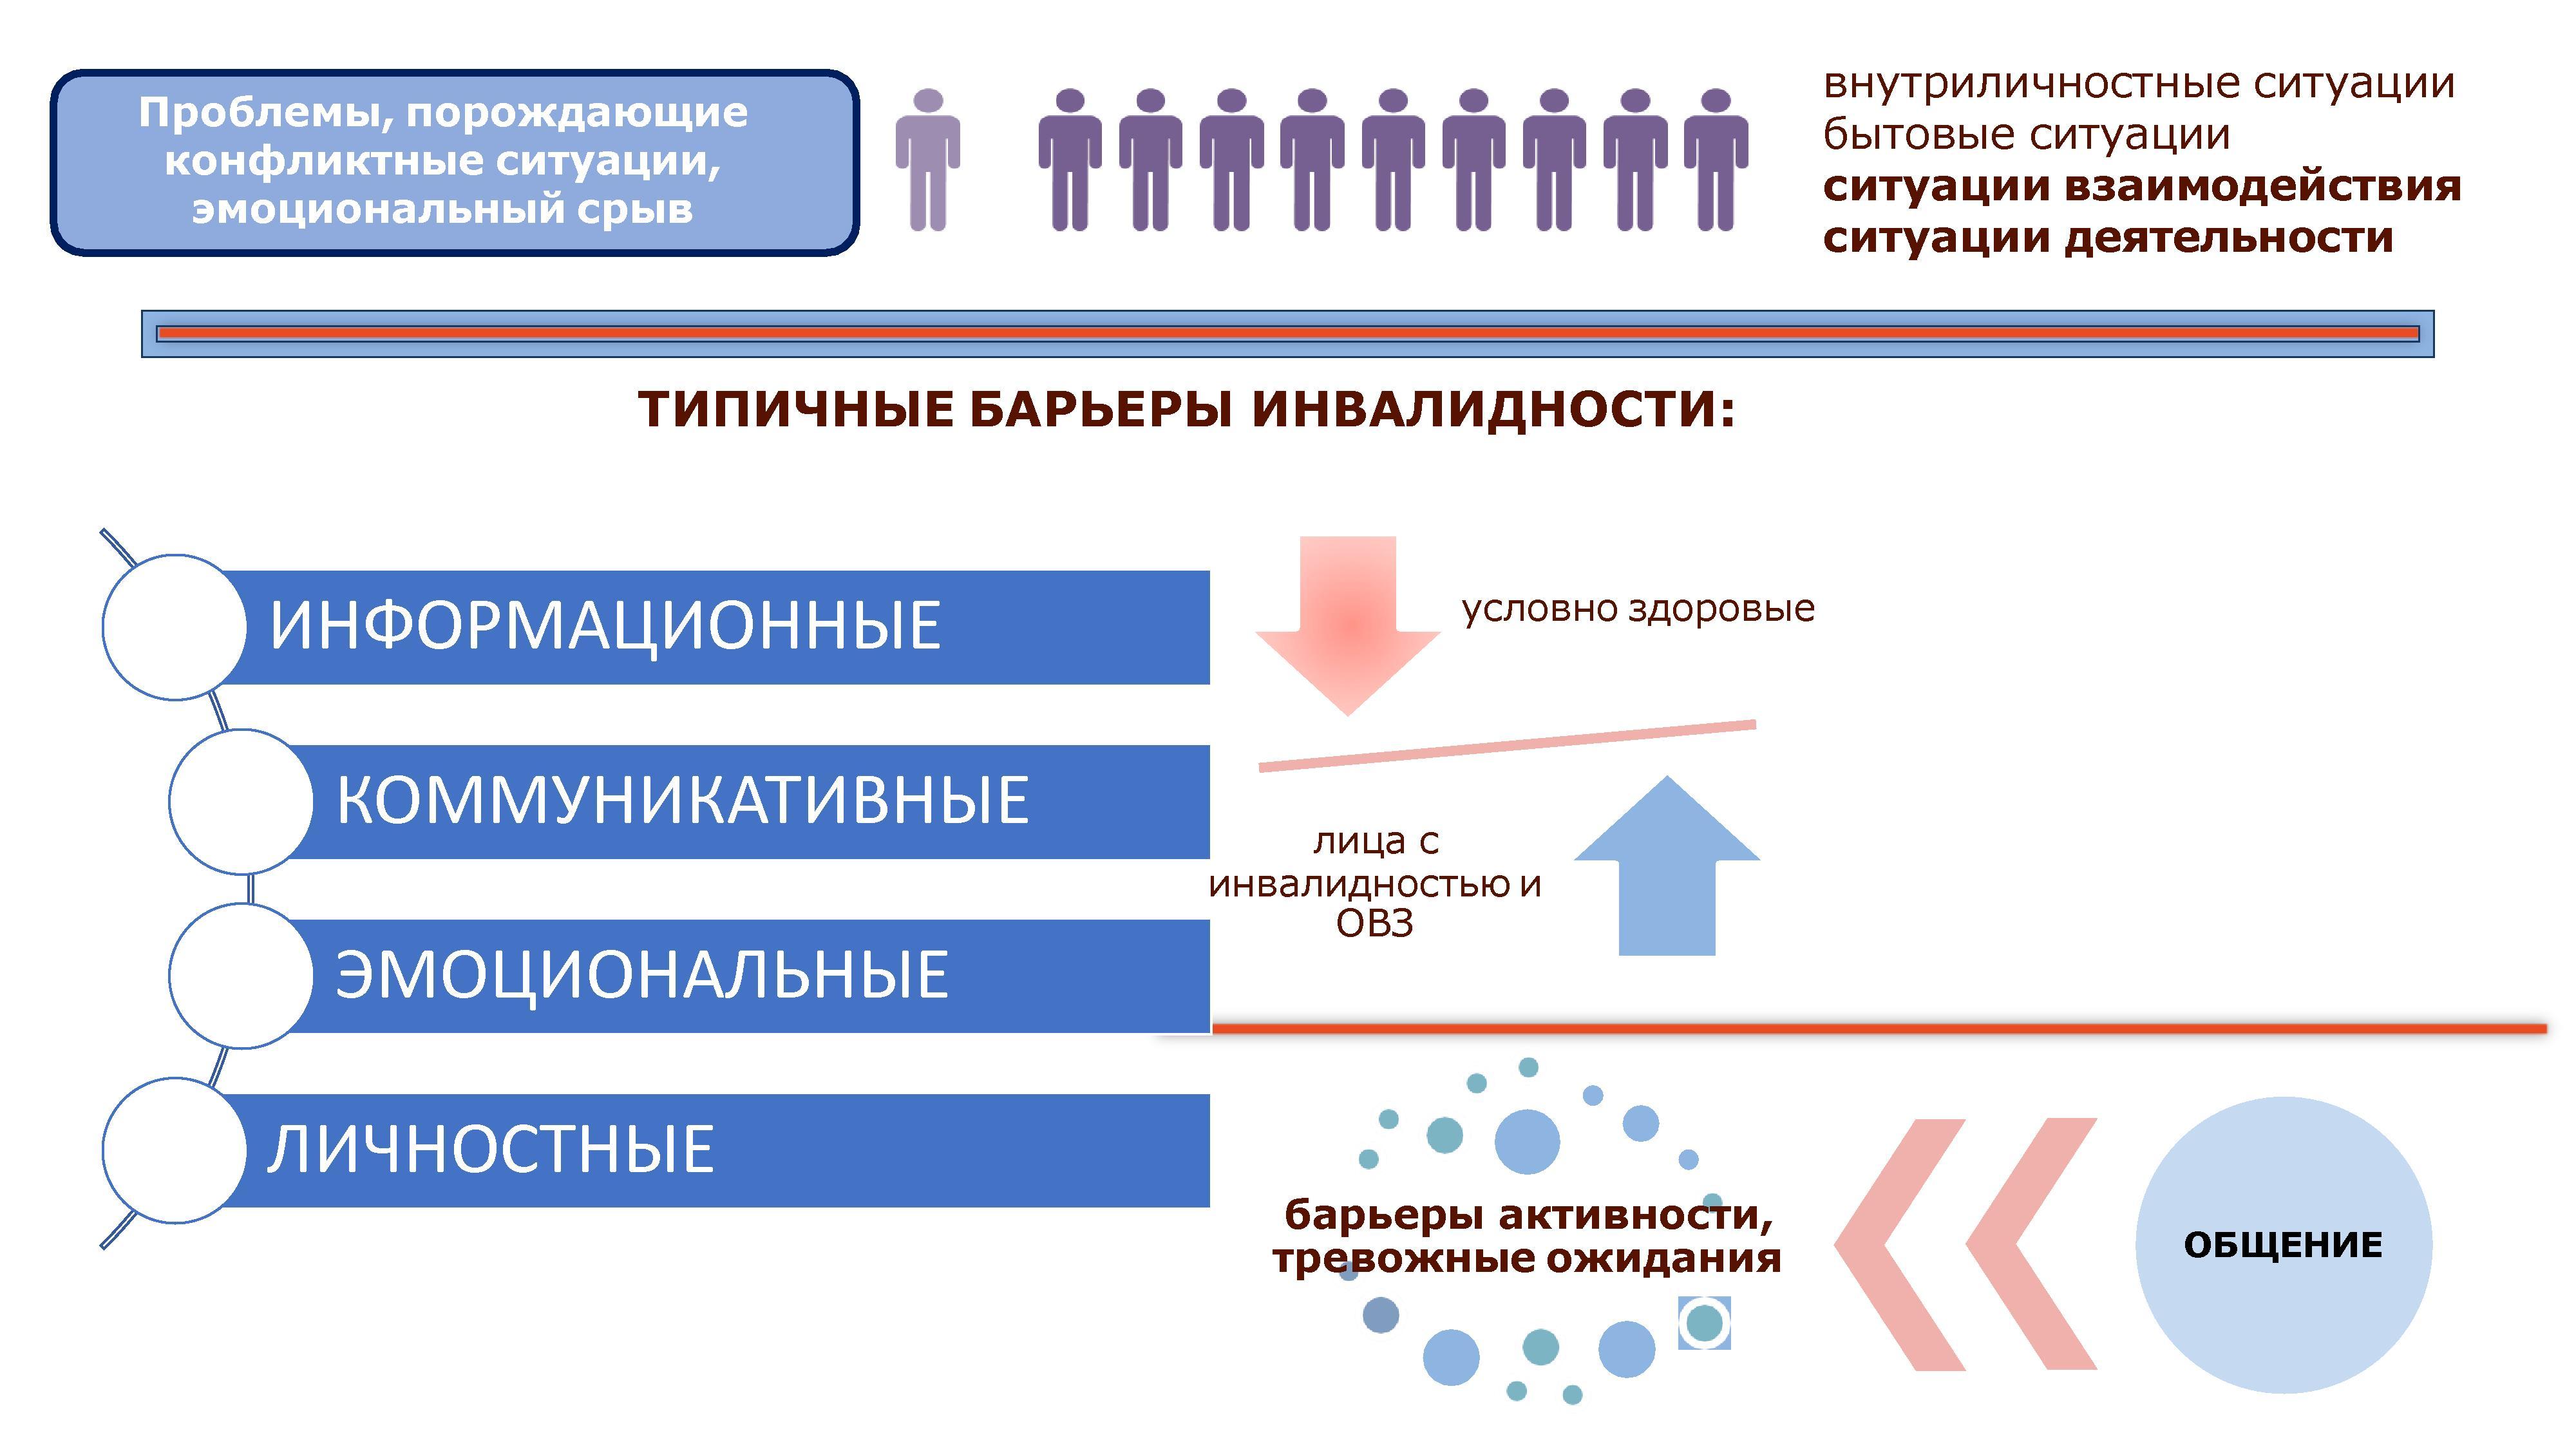 Проблемы, порождающие
конфликтные ситуации,
эмоциональный срыв
внутриличностные ситуации
бытовые ситуации
ситуации взаимодействия
ситуации деятельности
ТИПИЧНЫЕ БАРЬЕРЫ ИНВАЛИДНОСТИ:
ИНФОРМАЦИОННЫЕ
КОММУНИКАТИВНЫЕ
ЭМОЦИОНАЛЬНЫЕ
ЛИЧНОСТНЫЕ
условно здоровые
лица с
инвалидностью и
ОВЗ
барьеры активности,
тревожные ожидания
ОБЩЕНИЕ